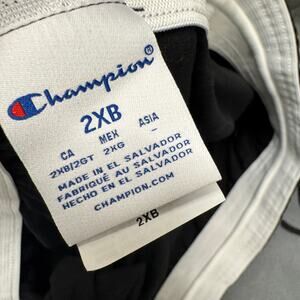 Champion®
2XB
CA MEX ASIA
2XB/2GT 2XG –
MADE IN EL SALVADOR
FABRIQUÉ AU SALVADOR
HECHO EN EL SALVADOR
CHAMPION.COM
2XB